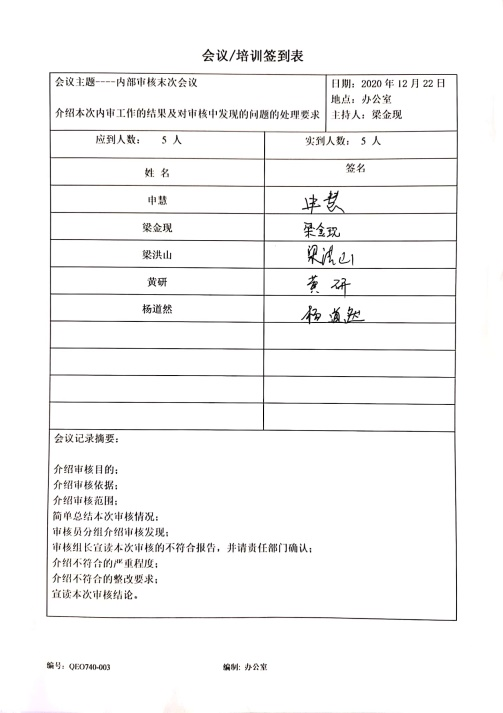 会议/培训签到表
会议主题----内部审核末次会议
介绍本次内审工作的结果及对审核中发现的问题的处理要求
日期：2020 年 12 月 22日
地点：办公室
主持人：梁金现
应到人数： 5 人
实到人数：5 人
姓 名
签名
申慧
申慧
梁金现
梁金现
梁洪山
梁洪山
黄研
黄研
杨道然
杨道然
会议记录摘要：
介绍审核目的；
介绍审核依据；
介绍审核范围；
简单总结本次审核情况；
审核员分组介绍审核发现；
审核组长宣读本次审核的不符合报告，并请责任部门确认；
介绍不符合的严重程度；
介绍不符合的整改要求；
宣读本次审核结论。
编号：QEO740-003
编制: 办公室